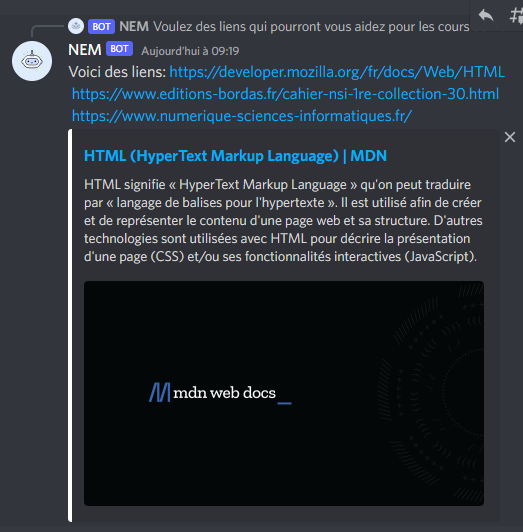 BOT NEM Voulez des liens qui pourront vous aidez pour les cours
NEM BOT Aujourd'hui à 09:19
Voici des liens: https://developer.mozilla.org/fr/docs/Web/HTML
https://www.editions-bordas.fr/cahier-nsi-1re-collection-30.html
https://www.numerique-sciences-informatiques.fr/
HTML (HyperText Markup Language) | MDN
HTML signifie « HyperText Markup Language » qu'on peut traduire
par « langage de balises pour l'hypertexte ». Il est utilisé afin de créer
et de représenter le contenu d'une page web et sa structure. D'autres
technologies sont utilisées avec HTML pour décrire la présentation
d'une page (CSS) et/ou ses fonctionnalités interactives (JavaScript).
mdn web docs_